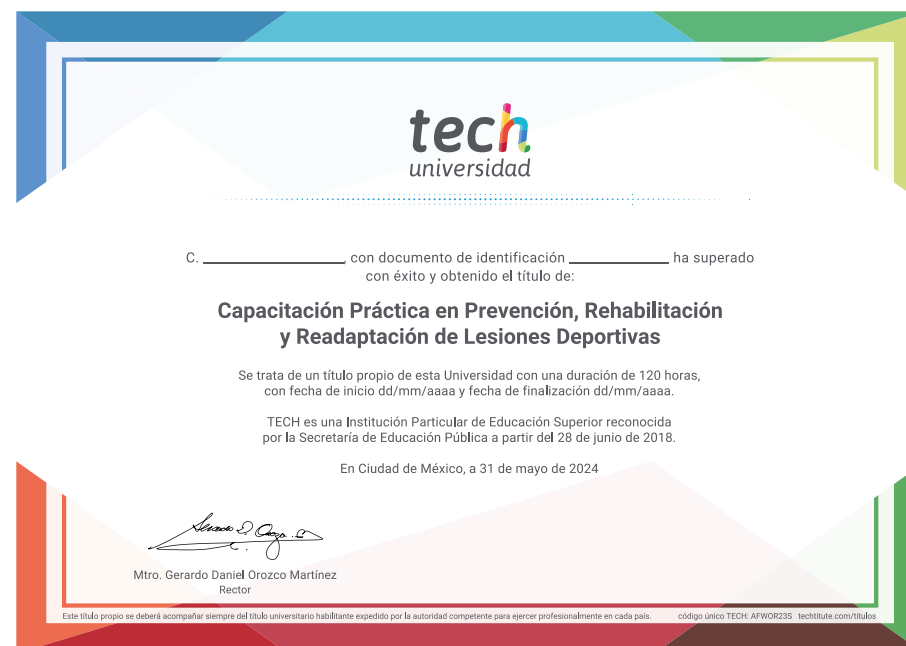 tech
universidad
C. ____________, con documento de identificación ____________ ha superado
con éxito y obtenido el título de:
Capacitación Práctica en Prevención, Rehabilitación
y Readaptación de Lesiones Deportivas
Se trata de un título propio de esta Universidad con una duración de 120 horas,
con fecha de inicio dd/mm/aaaa y fecha de finalización dd/mm/aaaa.
TECH es una Institución Particular de Educación Superior reconocida
por la Secretaría de Educación Pública a partir del 28 de junio de 2018.
En Ciudad de México, a 31 de mayo de 2024
Mtro. Gerardo Daniel Orozco Martínez
Rector
Este título propio se deberá acompañar siempre del título universitario habilitante expedido por la autoridad competente para ejercer profesionalmente en cada país. código único TECH: AFWOR23S techtitute.com/titulos